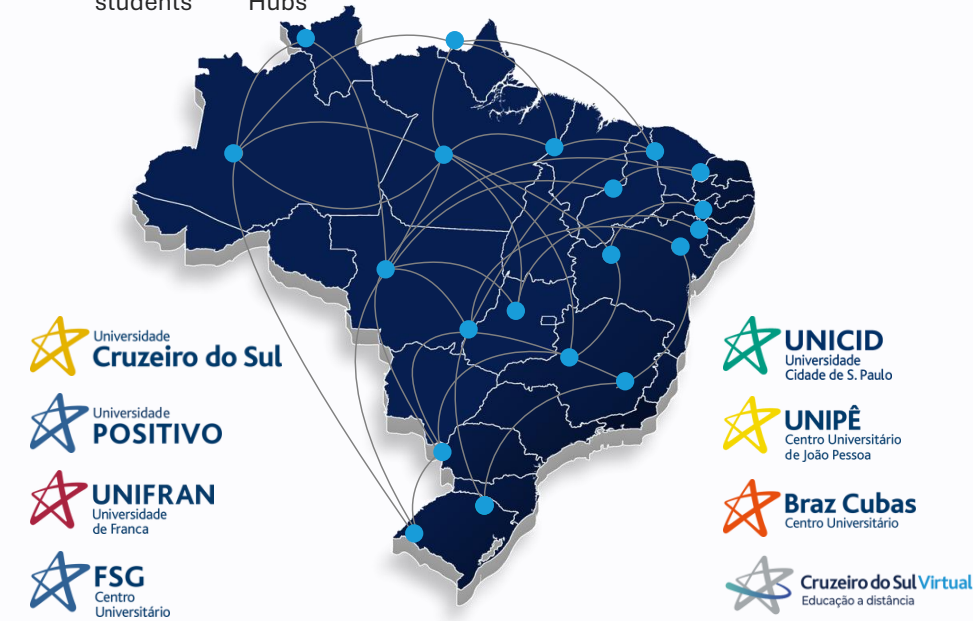 students Hubs
Universidade
Cruzeiro do Sul
Universidade
POSITIVO
UNIFRAN
Universidade
de Franca
FSG
Centro
Universitário
UNICID
Universidade
Cidade de S. Paulo
UNIPÊ
Centro Universitário
de João Pessoa
Braz Cubas
Centro Universitário
Cruzeiro do Sul Virtual
Educação a distância